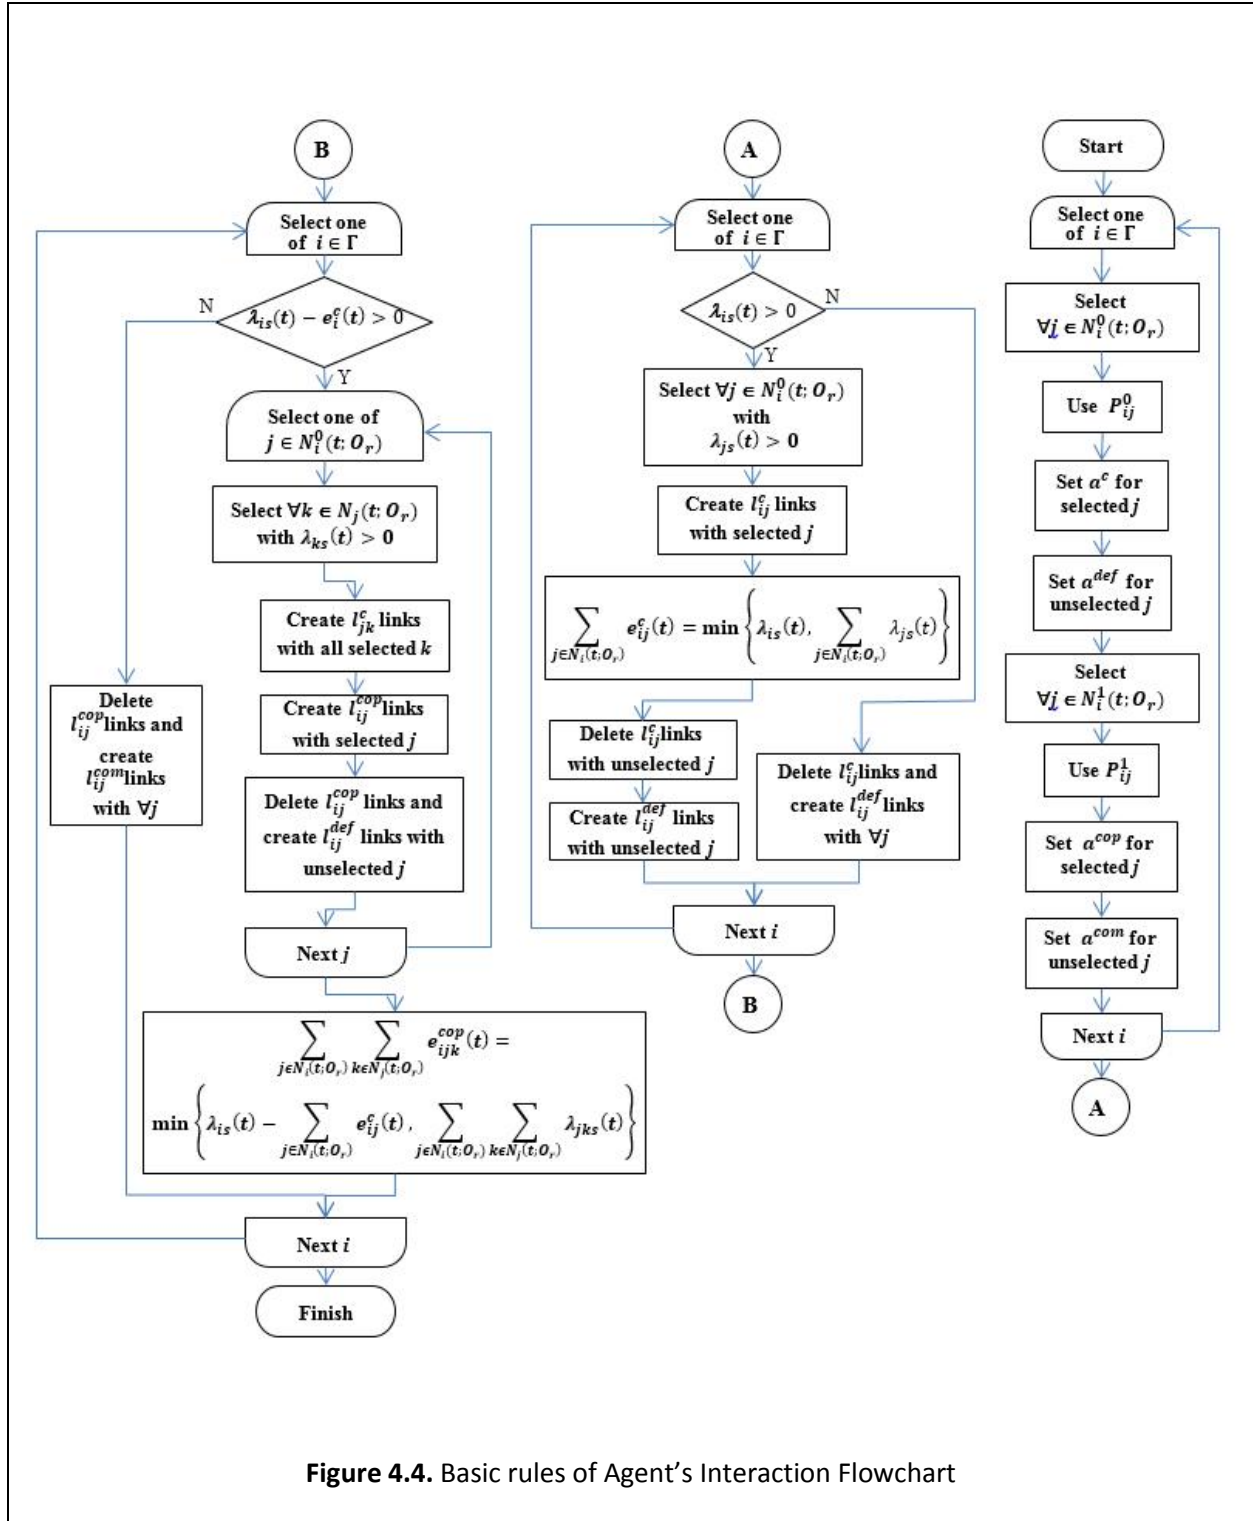 B
Select one
of i ∈ Γ
N
λ_is(t) − e_i^c(t) > 0
Y
Select one of
j ∈ N_i^0(t; O_r)
Select ∀k ∈ N_j(t; O_r)
with λ_ks(t) > 0
Create l_jk^c links
with all selected k
Create l_ij^cop links
with selected j
Delete
l_ij^cop links and
create
l_ij^com links
with ∀j
Delete l_ij^cop links and
create l_ij^def links with
unselected j
Next j
∑_{j∈N_i(t;O_r)} ∑_{k∈N_j(t;O_r)} e_ijk^cop(t) =
min { λ_is(t) − ∑_{j∈N_i(t;O_r)} e_ij^c(t), ∑_{j∈N_i(t;O_r)} ∑_{k∈N_j(t;O_r)} λ_jks(t) }
Next i
Finish
A
Select one
of i ∈ Γ
λ_is(t) > 0
N
Y
Select ∀j ∈ N_i^0(t; O_r)
with
λ_js(t) > 0
Create l_ij^c links
with selected j
∑_{j∈N_i(t;O_r)} e_ij^c(t) = min { λ_is(t), ∑_{j∈N_i(t;O_r)} λ_js(t) }
Delete l_ij^c links
with unselected j
Create l_ij^def links
with unselected j
Delete l_ij^c links and
create l_ij^def links
with ∀j
Next i
B
Start
Select one
of i ∈ Γ
Select
∀j ∈ N_i^0(t; O_r)
Use P_ij^0
Set a^c for
selected j
Set a^def for
unselected j
Select
∀j ∈ N_i^1(t; O_r)
Use P_ij^1
Set a^cop for
selected j
Set a^com for
unselected j
Next i
A
Figure 4.4. Basic rules of Agent’s Interaction Flowchart